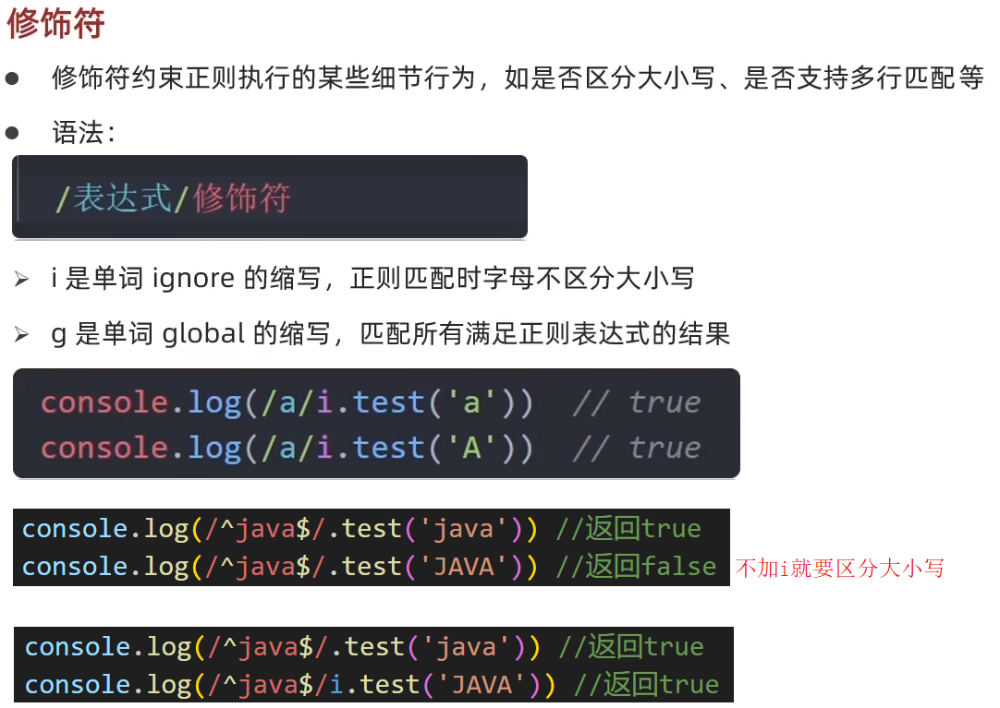 修饰符
修饰符约束正则执行的某些细节行为，如是否区分大小写、是否支持多行匹配等
语法：
/表达式/修饰符
i 是单词 ignore 的缩写，正则匹配时字母不区分大小写
g 是单词 global 的缩写，匹配所有满足正则表达式的结果
console.log(/a/i.test('a')) // true
console.log(/a/i.test('A')) // true
console.log(/^java$/.test('java')) //返回true
console.log(/^java$/.test('JAVA')) //返回false 不加i就要区分大小写
console.log(/^java$/.test('java')) //返回true
console.log(/^java$/i.test('JAVA')) //返回true